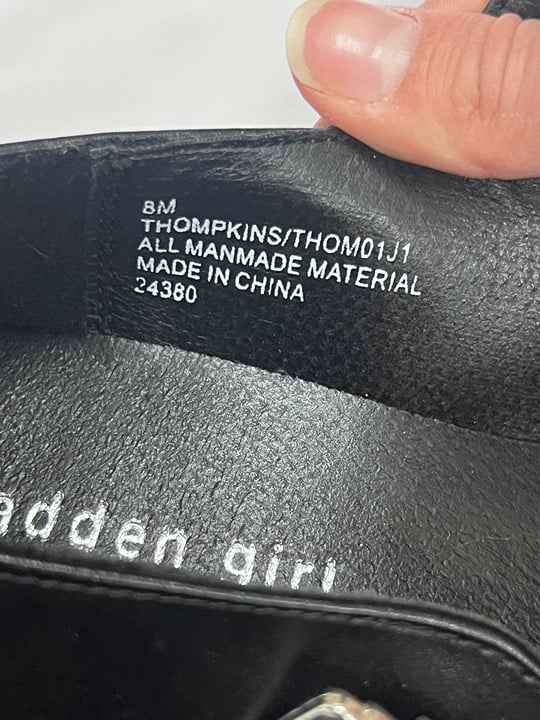 8M
THOMPKINS/THOM01J1
ALL MANMADE MATERIAL
MADE IN CHINA
24380
adden girl